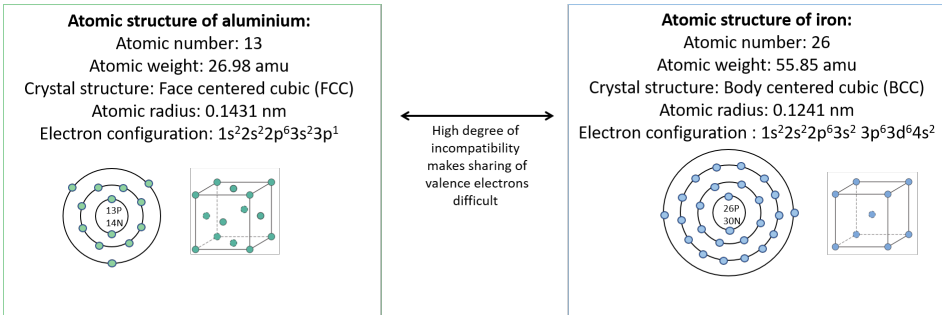 Atomic structure of aluminium:
Atomic number: 13
Atomic weight: 26.98 amu
Crystal structure: Face centered cubic (FCC)
Atomic radius: 0.1431 nm
Electron configuration: 1s²2s²2p⁶3s²3p¹
13P
14N
High degree of
incompatibility
makes sharing of
valence electrons
difficult
Atomic structure of iron:
Atomic number: 26
Atomic weight: 55.85 amu
Crystal structure: Body centered cubic (BCC)
Atomic radius: 0.1241 nm
Electron configuration : 1s²2s²2p⁶3s² 3p⁶3d⁶4s²
26P
30N